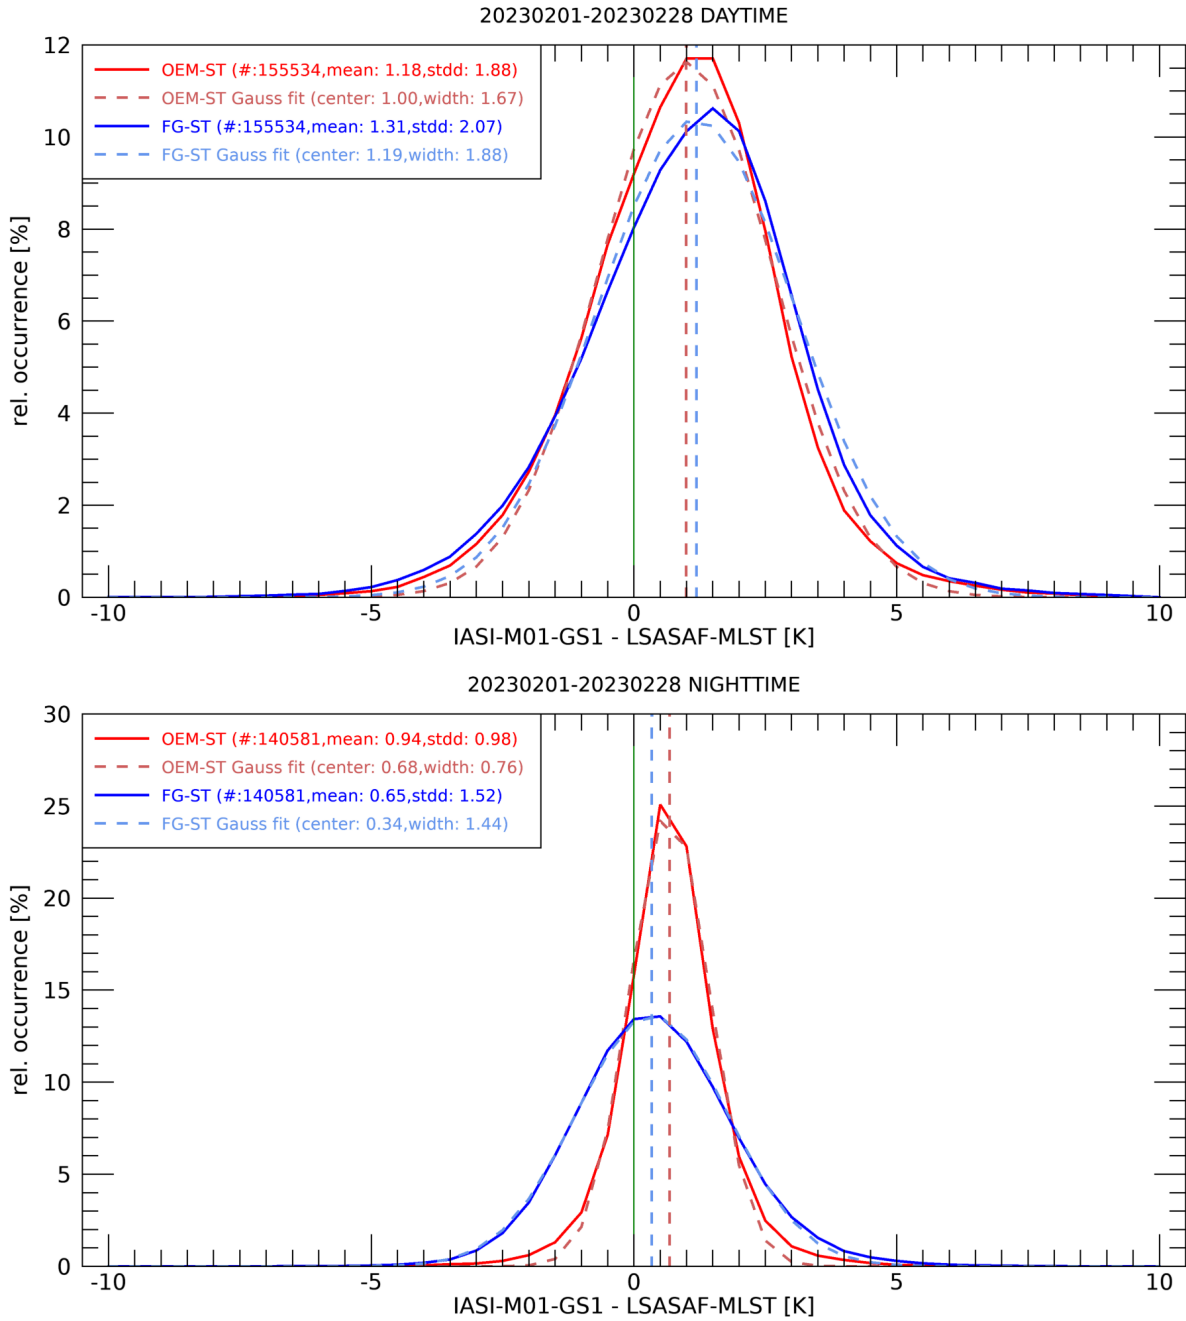 20230201-20230228 DAYTIME
12
OEM-ST (#:155534,mean: 1.18,stdd: 1.88)
OEM-ST Gauss fit (center: 1.00,width: 1.67)
10
FG-ST (#:155534,mean: 1.31,stdd: 2.07)
FG-ST Gauss fit (center: 1.19,width: 1.88)
8
rel. occurrence [%]
6
4
2
0
-10 -5 0 5 10
IASI-M01-GS1 - LSASAF-MLST [K]
20230201-20230228 NIGHTTIME
30
OEM-ST (#:140581,mean: 0.94,stdd: 0.98)
OEM-ST Gauss fit (center: 0.68,width: 0.76)
25
FG-ST (#:140581,mean: 0.65,stdd: 1.52)
FG-ST Gauss fit (center: 0.34,width: 1.44)
20
rel. occurrence [%]
15
10
5
0
-10 -5 0 5 10
IASI-M01-GS1 - LSASAF-MLST [K]